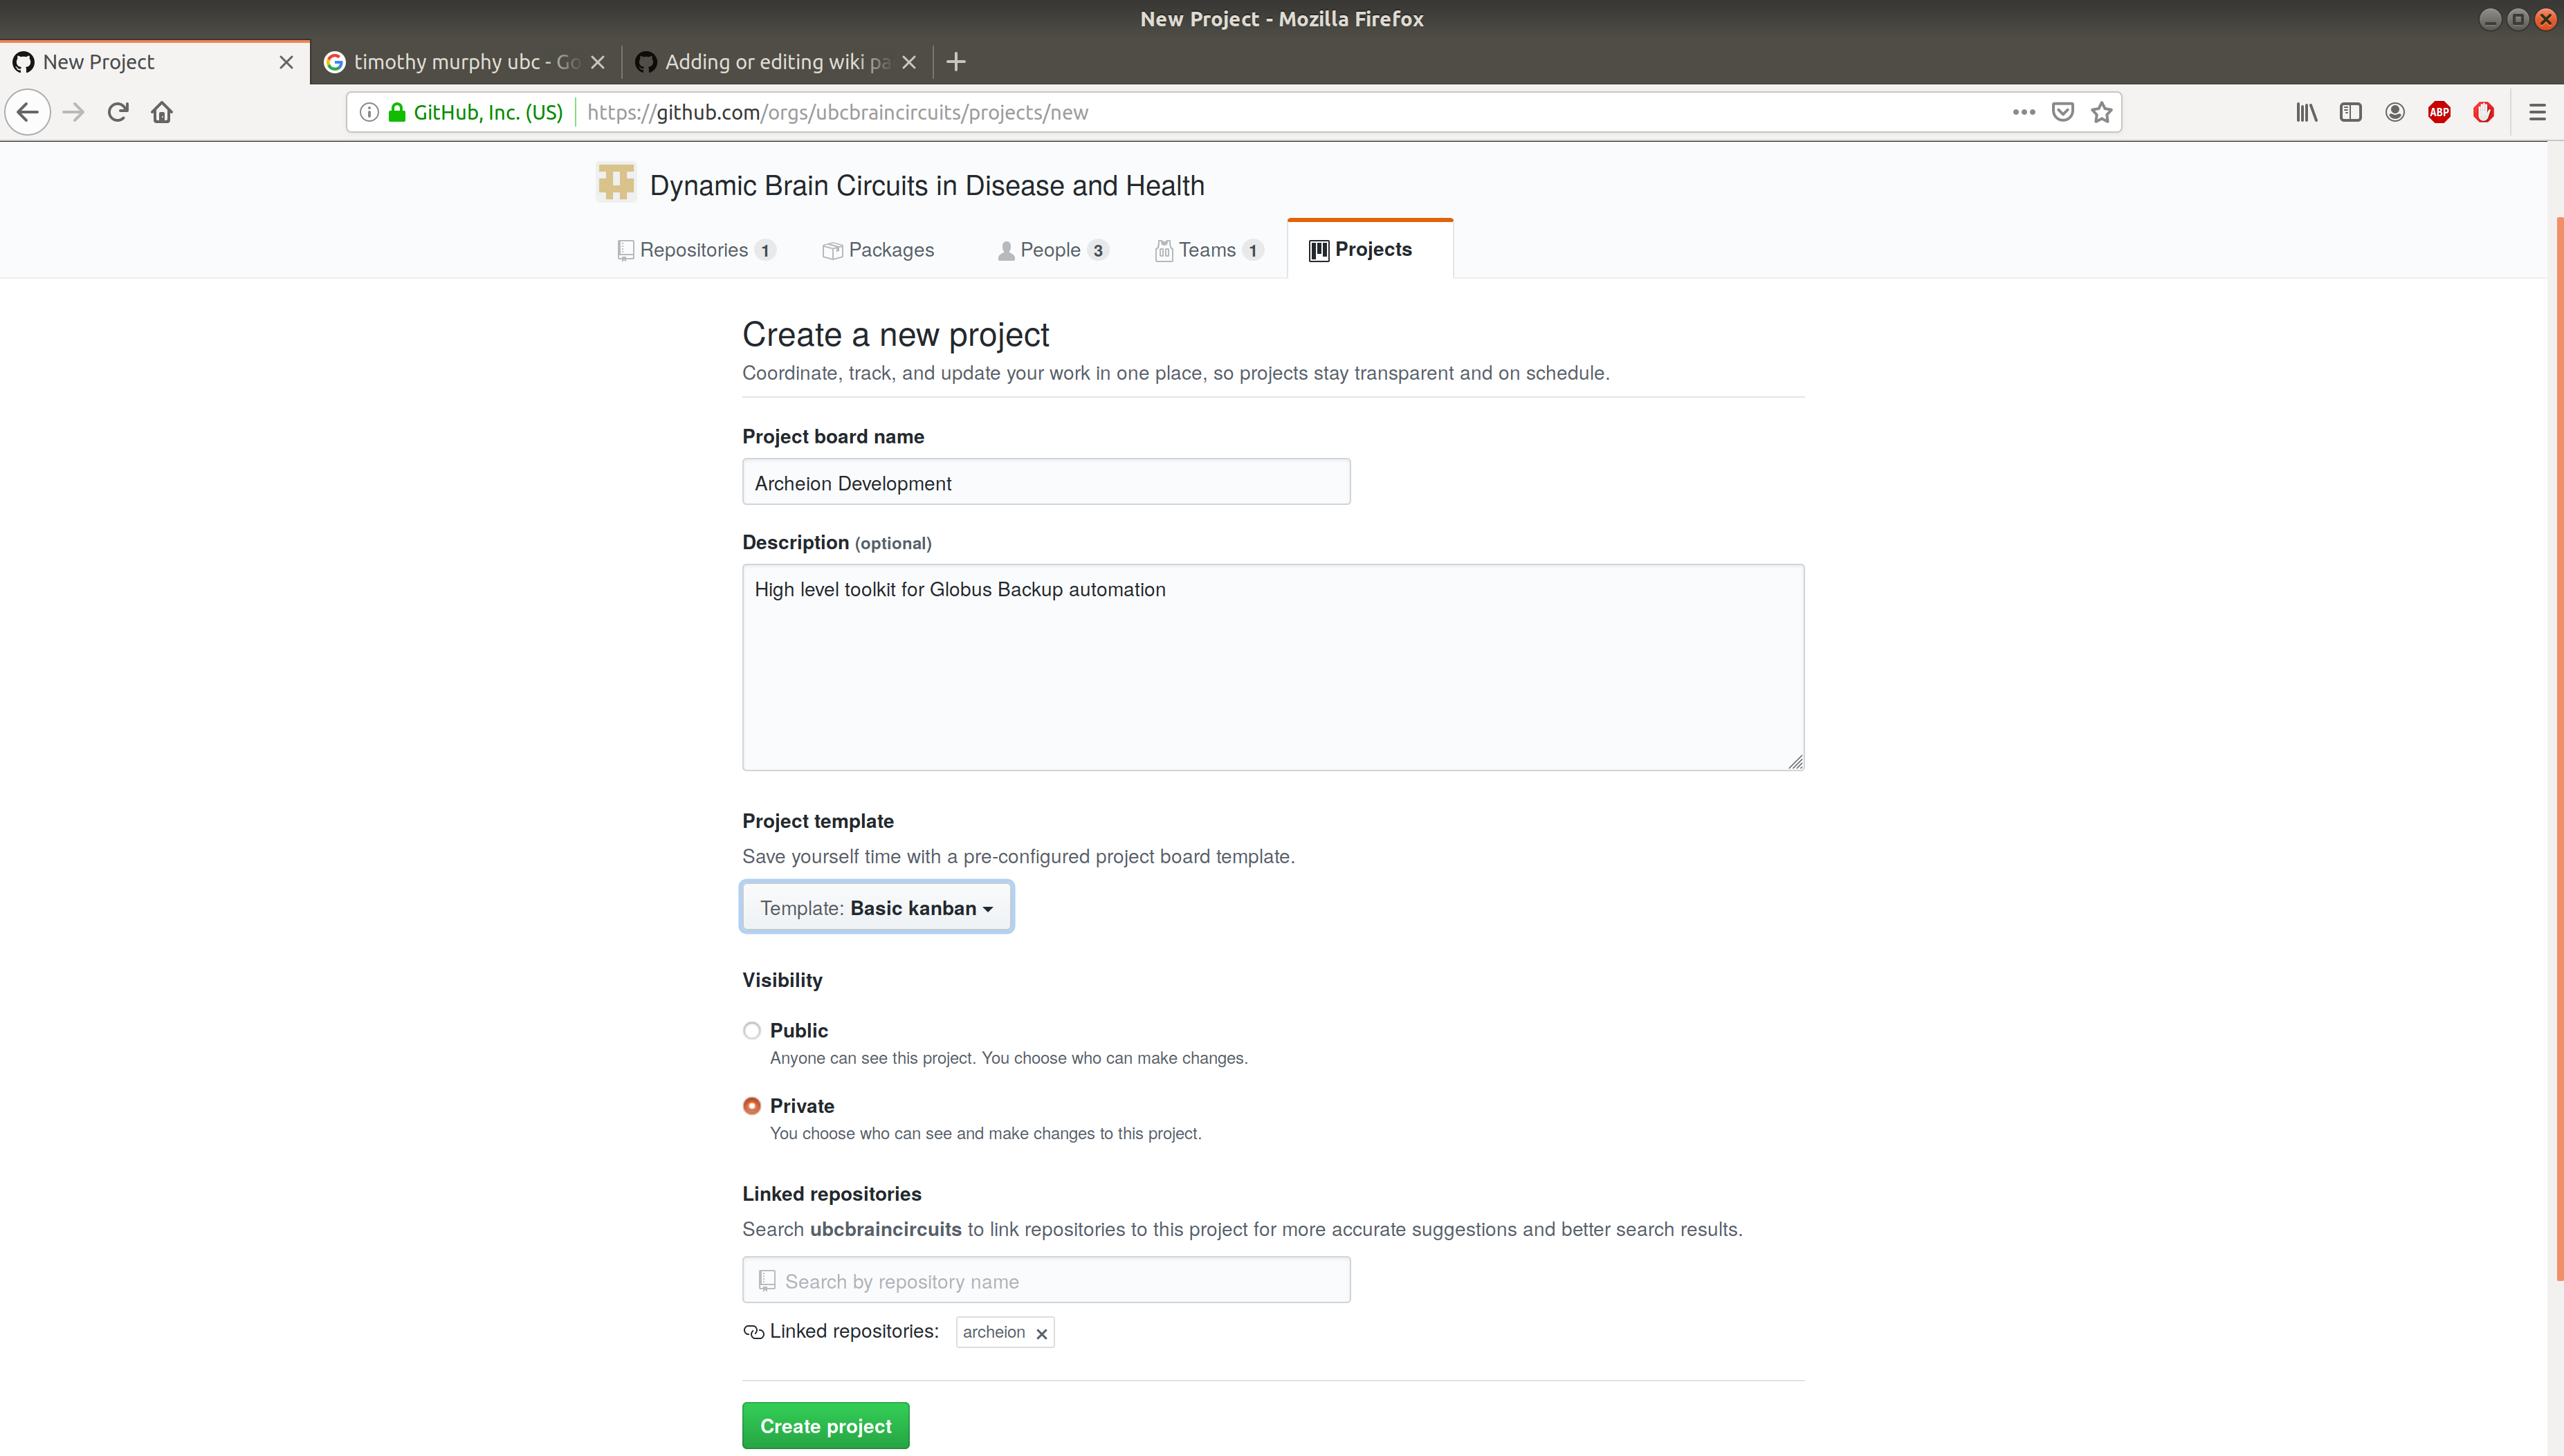 New Project - Mozilla Firefox
New Project
timothy murphy ubc - Go
Adding or editing wiki pa
GitHub, Inc. (US) https://github.com/orgs/ubcbraincircuits/projects/new
ABP
Dynamic Brain Circuits in Disease and Health
Repositories 1 Packages People 3 Teams 1 Projects
Create a new project
Coordinate, track, and update your work in one place, so projects stay transparent and on schedule.
Project board name
Archeion Development
Description (optional)
High level toolkit for Globus Backup automation
Project template
Save yourself time with a pre-configured project board template.
Template: Basic kanban
Visibility
Public
Anyone can see this project. You choose who can make changes.
Private
You choose who can see and make changes to this project.
Linked repositories
Search ubcbraincircuits to link repositories to this project for more accurate suggestions and better search results.
Search by repository name
Linked repositories: archeion
Create project